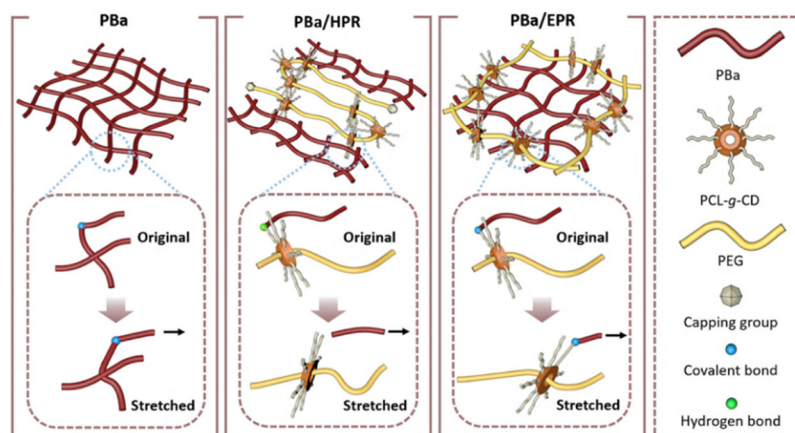 PBa
PBa/HPR
PBa/EPR
Original
Stretched
Original
Stretched
Original
Stretched
PBa
PCL-g-CD
PEG
Capping group
Covalent bond
Hydrogen bond